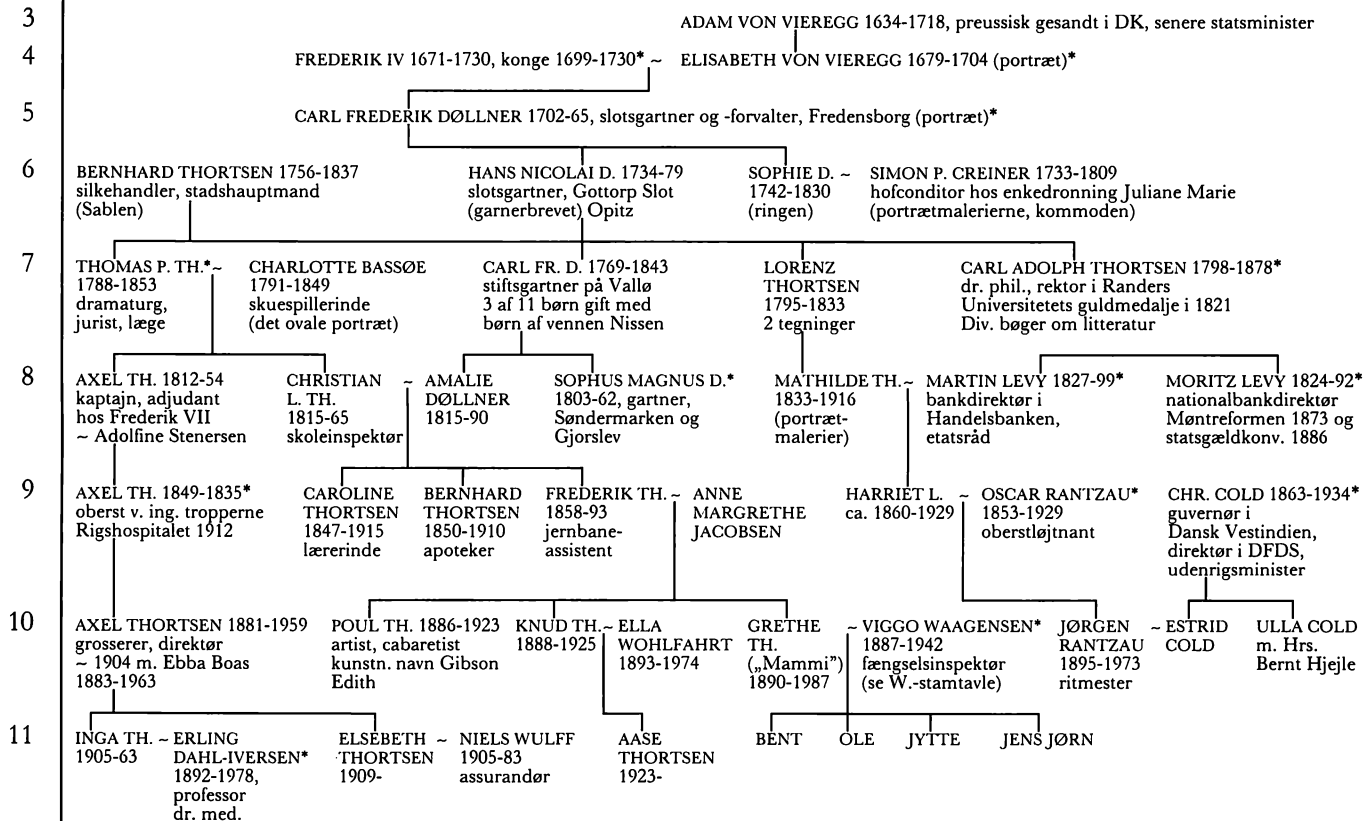 3
ADAM VON VIEREGG 1634-1718, preussisk gesandt i DK, senere statsminister
4
FREDERIK IV 1671-1730, konge 1699-1730* ~ ELISABETH VON VIEREGG 1679-1704 (portræt)*
5
CARL FREDERIK DØLLNER 1702-65, slotsgartner og -forvalter, Fredensborg (portræt)*
6
BERNHARD THORTSEN 1756-1837
silkehandler, stadshauptmand
(Sablen)
HANS NICOLAI D. 1734-79
slotsgartner, Gottorp Slot
(garnerbrevet) Opitz
SOPHIE D. ~
1742-1830
(ringen)
SIMON P. CREINER 1733-1809
hofconditor hos enkedronning Juliane Marie
(portrætmalerierne, kommoden)
7
THOMAS P. TH.* ~
1788-1853
dramaturg,
jurist, læge
CHARLOTTE BASSØE
1791-1849
skuespillerinde
(det ovale portræt)
CARL FR. D. 1769-1843
stiftsgartner på Vallø
3 af 11 børn gift med
børn af vennen Nissen
LORENZ
THORTSEN
1795-1833
2 tegninger
CARL ADOLPH THORTSEN 1798-1878*
dr. phil., rektor i Randers
Universitetets guldmedalje i 1821
Div. bøger om litteratur
8
AXEL TH. 1812-54
kaptajn, adjudant
hos Frederik VII
~ Adolfine Stenersen
CHRISTIAN ~
L. TH.
1815-65
skoleinspektør
AMALIE
DØLLNER
1815-90
SOPHUS MAGNUS D.*
1803-62, gartner,
Søndermarken og
Gjorslev
MATHILDE TH. ~
1833-1916
(portræt-
malerier)
MARTIN LEVY 1827-99*
bankdirektør i
Handelsbanken,
etatsråd
MORITZ LEVY 1824-92*
nationalbankdirektør
Møntreformen 1873 og
statsgældkonv. 1886
9
AXEL TH. 1849-1835*
oberst v. ing. tropperne
Rigshospitalet 1912
CAROLINE
THORTSEN
1847-1915
lærerinde
BERNHARD
THORTSEN
1850-1910
apoteker
FREDERIK TH. ~
1858-93
jernbane-
assistent
ANNE
MARGRETHE
JACOBSEN
HARRIET L. ~
ca. 1860-1929
OSCAR RANTZAU*
1853-1929
oberstløjtnant
CHR. COLD 1863-1934*
guvernør i
Dansk Vestindien,
direktør i DFDS,
udenrigsminister
10
AXEL THORTSEN 1881-1959
grosserer, direktør
~ 1904 m. Ebba Boas
1883-1963
POUL TH. 1886-1923
artist, cabaretist
kunstn. navn Gibson
Edith
KNUD TH. ~
1888-1925
ELLA
WOHLFAHRT
1893-1974
GRETHE
TH.
(„Mammi”)
1890-1987
~ VIGGO WAAGENSEN*
1887-1942
fængselsinspektør
(se W.-stamtavle)
JØRGEN
RANTZAU
1895-1973
ritmester
~ ESTRID
COLD
ULLA COLD
m. Hrs.
Bernt Hjejle
11
INGA TH. ~
1905-63
ERLING
DAHL-IVERSEN*
1892-1978,
professor
dr. med.
ELSEBETH ~
THORTSEN
1909-
NIELS WULFF
1905-83
assurandør
AASE
THORTSEN
1923-
BENT
OLE
JYTTE
JENS JØRN